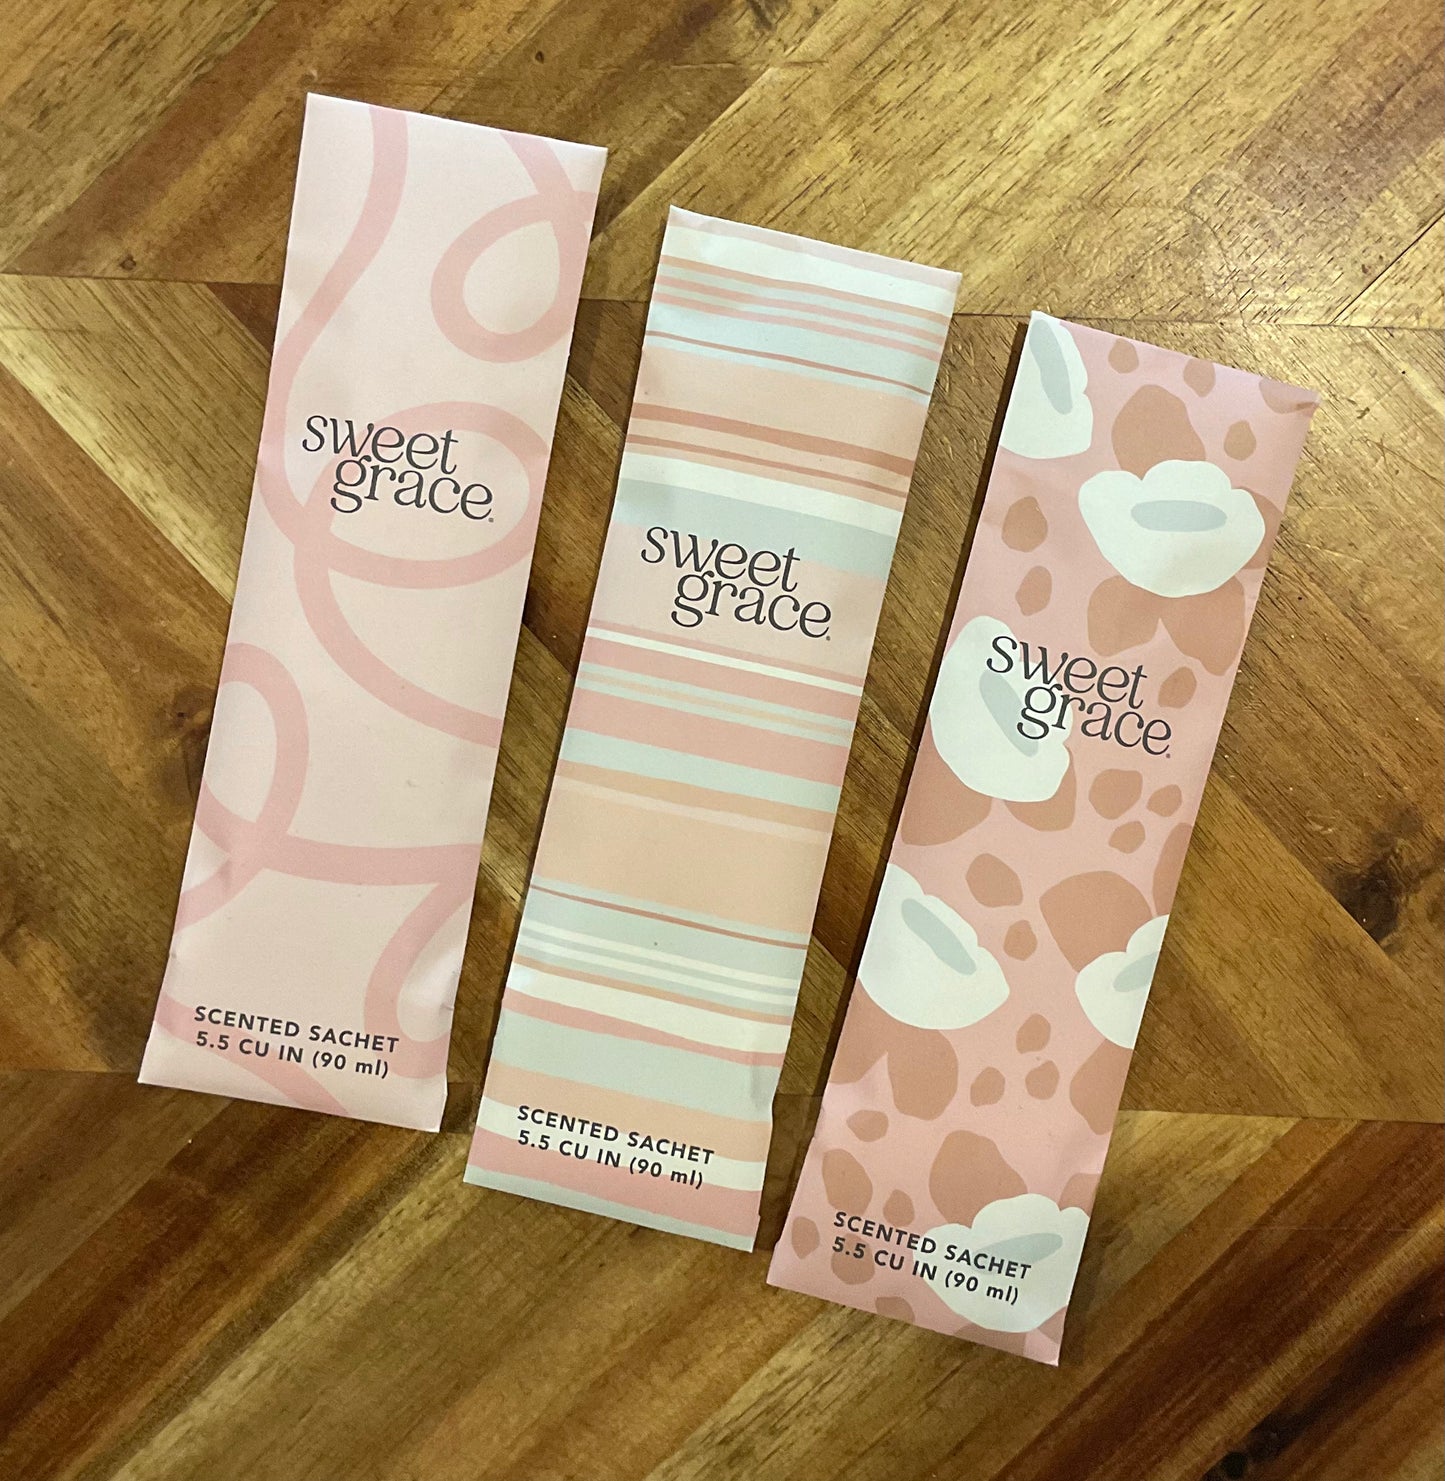 sweet
grace®
SCENTED SACHET
5.5 CU IN (90 ml)
sweet
grace®
SCENTED SACHET
5.5 CU IN (90 ml)
sweet
grace®
SCENTED SACHET
5.5 CU IN (90 ml)